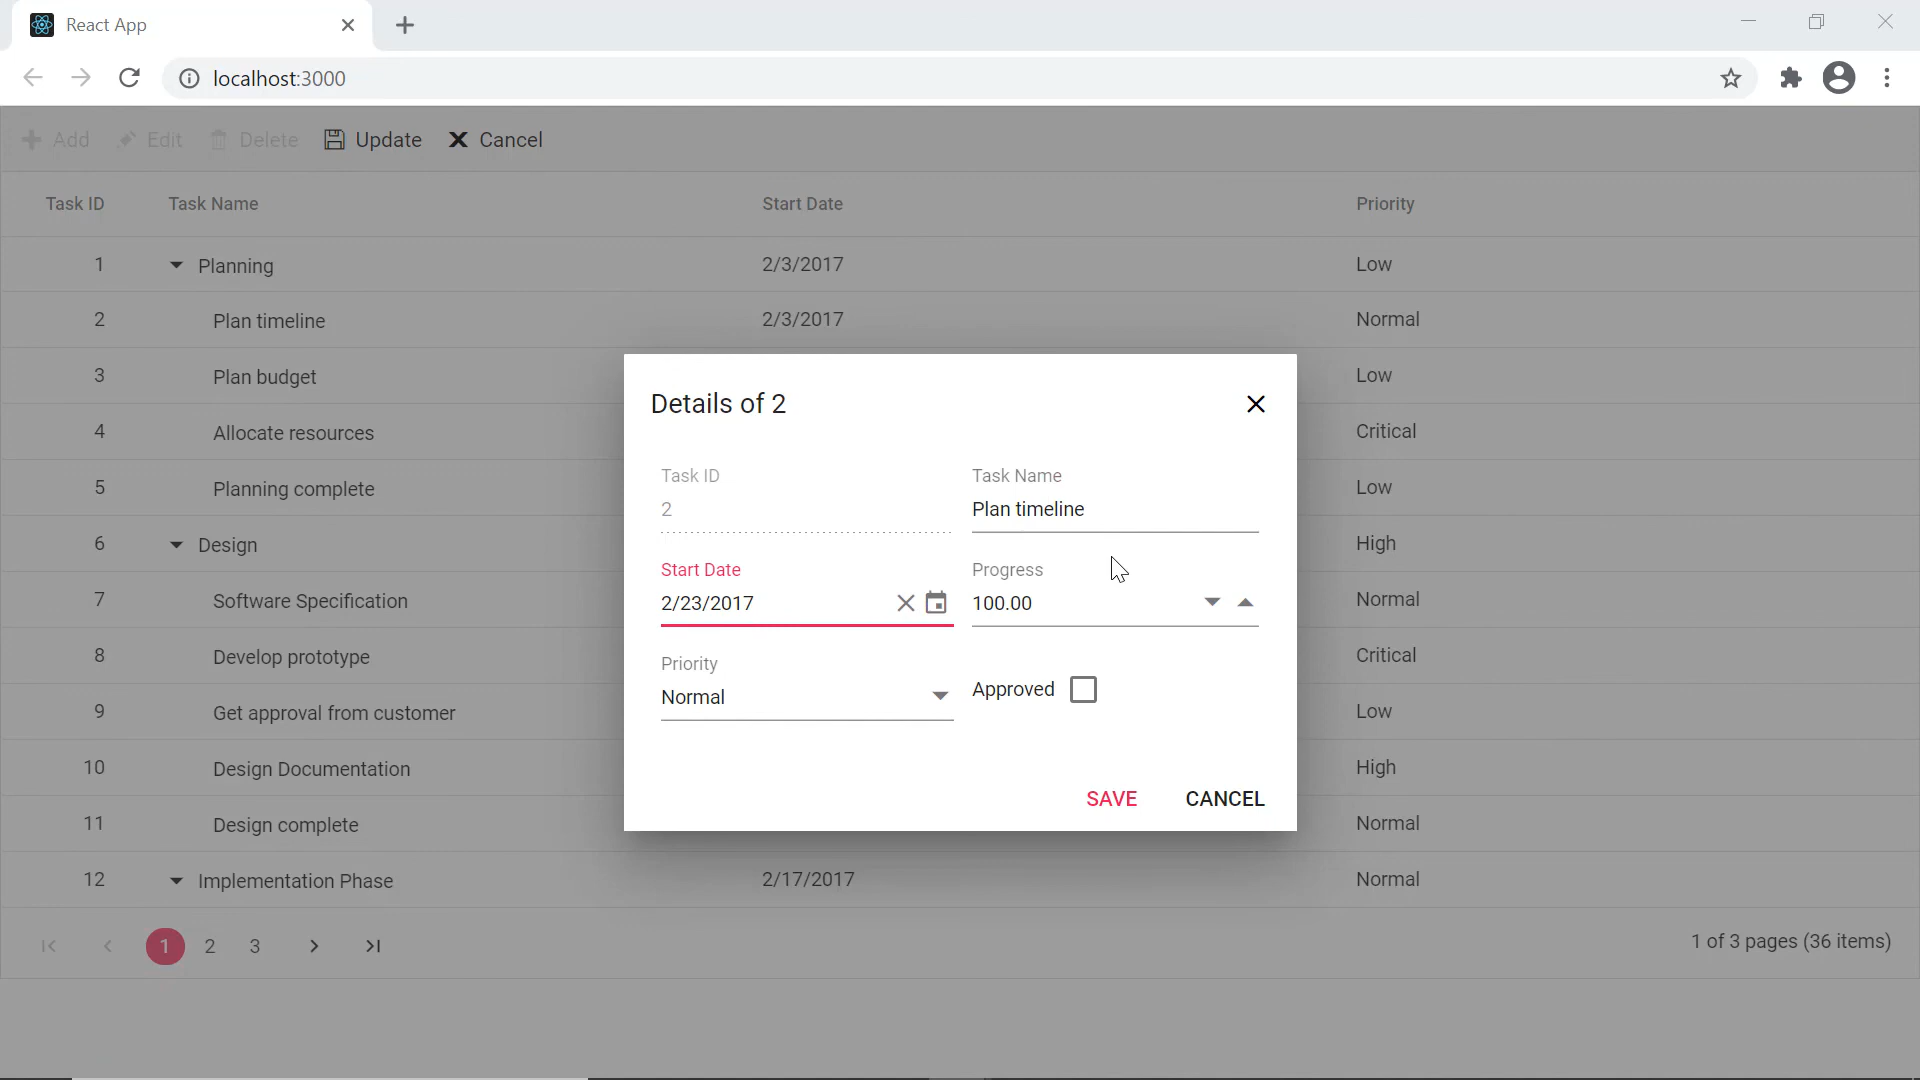 React App
localhost:3000
Add Edit Delete Update Cancel
Task ID Task Name Start Date Priority
1 Planning 2/3/2017 Low
2 Plan timeline 2/3/2017 Normal
3 Plan budget Low
4 Allocate resources Critical
5 Planning complete Low
6 Design High
7 Software Specification Normal
8 Develop prototype Critical
9 Get approval from customer Low
10 Design Documentation High
11 Design complete Normal
12 Implementation Phase 2/17/2017 Normal
1 2 3
1 of 3 pages (36 items)
Details of 2
Task ID Task Name
2 Plan timeline
Start Date Progress
2/23/2017 100.00
Priority
Normal
Approved
SAVE CANCEL